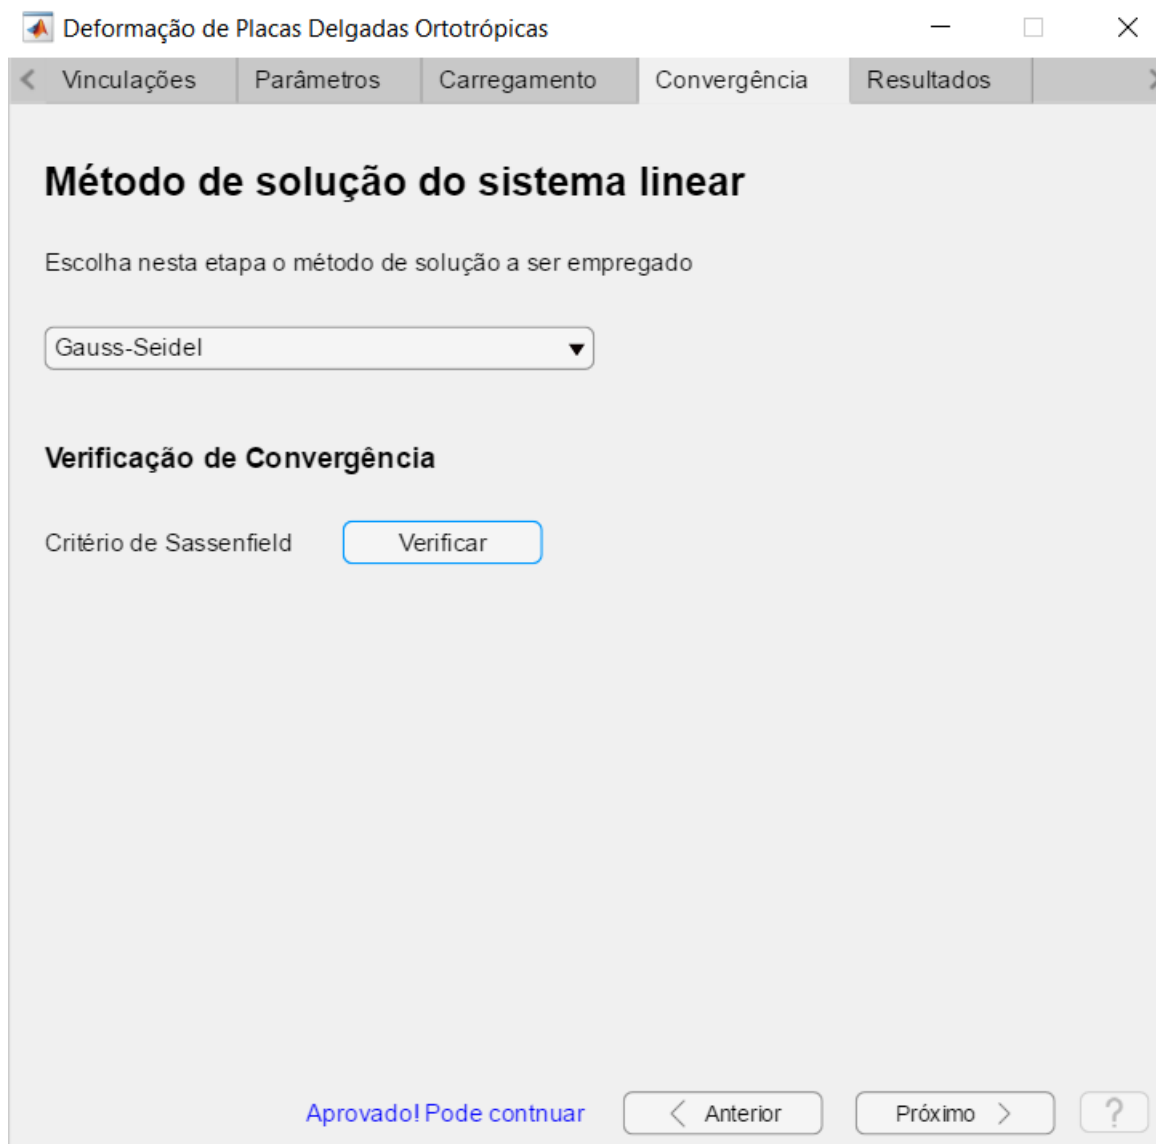 Deformação de Placas Delgadas Ortotrópicas
Vinculações Parâmetros Carregamento Convergência Resultados
Método de solução do sistema linear
Escolha nesta etapa o método de solução a ser empregado
Gauss-Seidel
Verificação de Convergência
Critério de Sassenfield Verificar
Aprovado! Pode contnuar Anterior Próximo ?